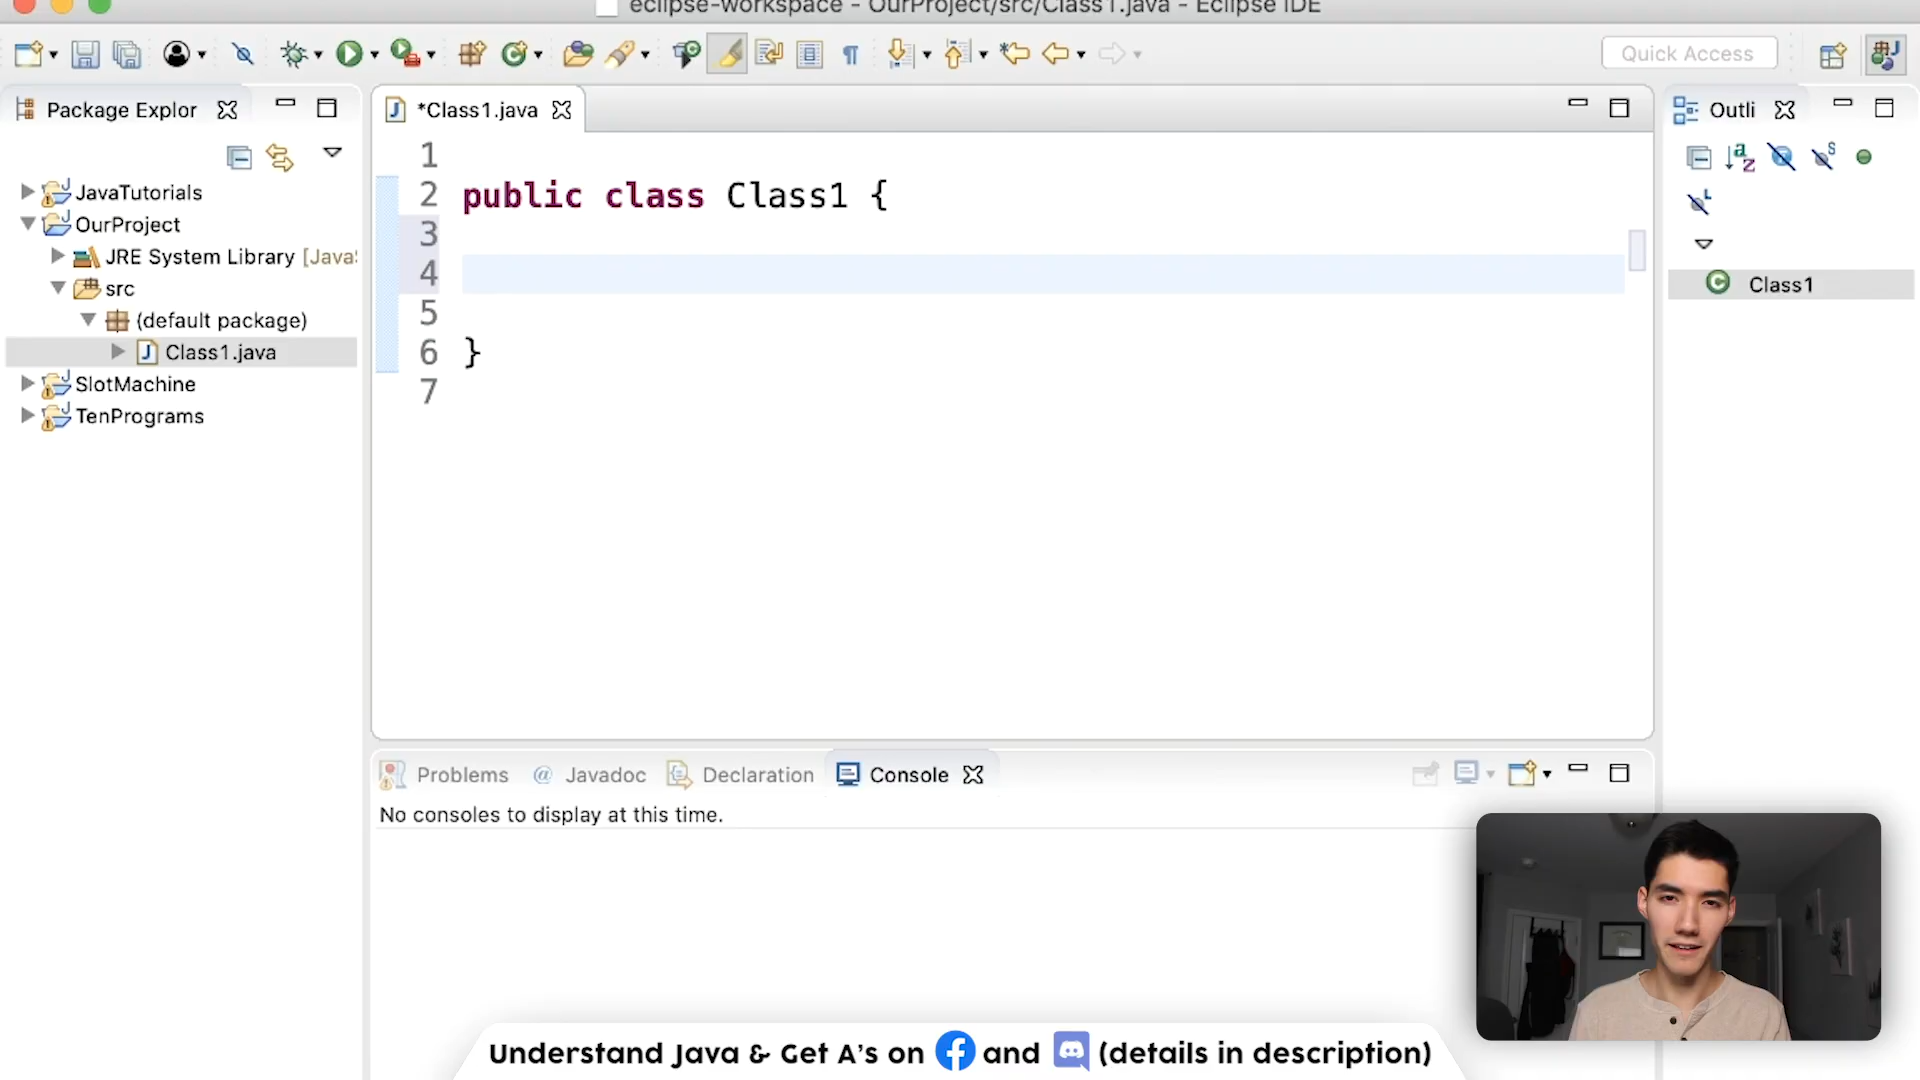 eclipse-workspace - OurProject/src/Class1.java - Eclipse IDE
Quick Access
Package Explor
JavaTutorials
OurProject
JRE System Library [Java
src
(default package)
Class1.java
SlotMachine
TenPrograms
*Class1.java
1
2 public class Class1 {
3
4
5
6 }
7
Outli
Class1
Problems @ Javadoc Declaration Console
No consoles to display at this time.
Understand Java & Get A's on f and (details in description)